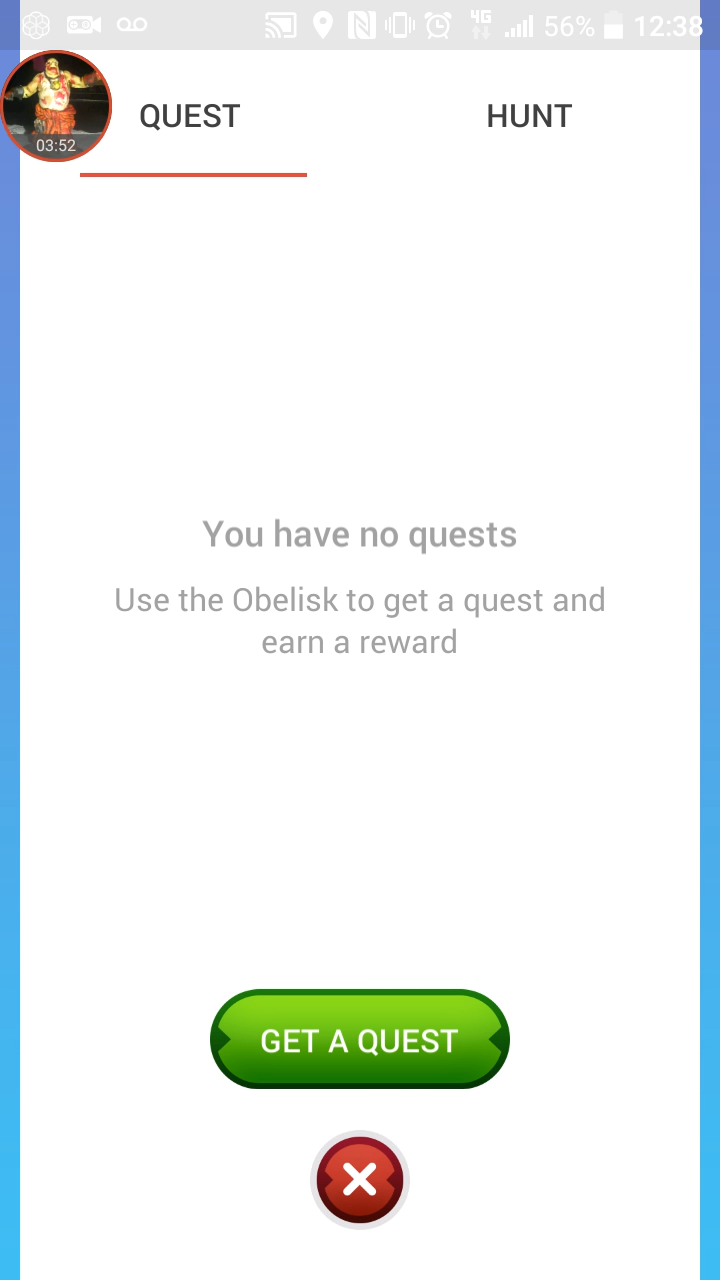 4G 56% 12:38
QUEST HUNT
03:52
You have no quests
Use the Obelisk to get a quest and
earn a reward
GET A QUEST